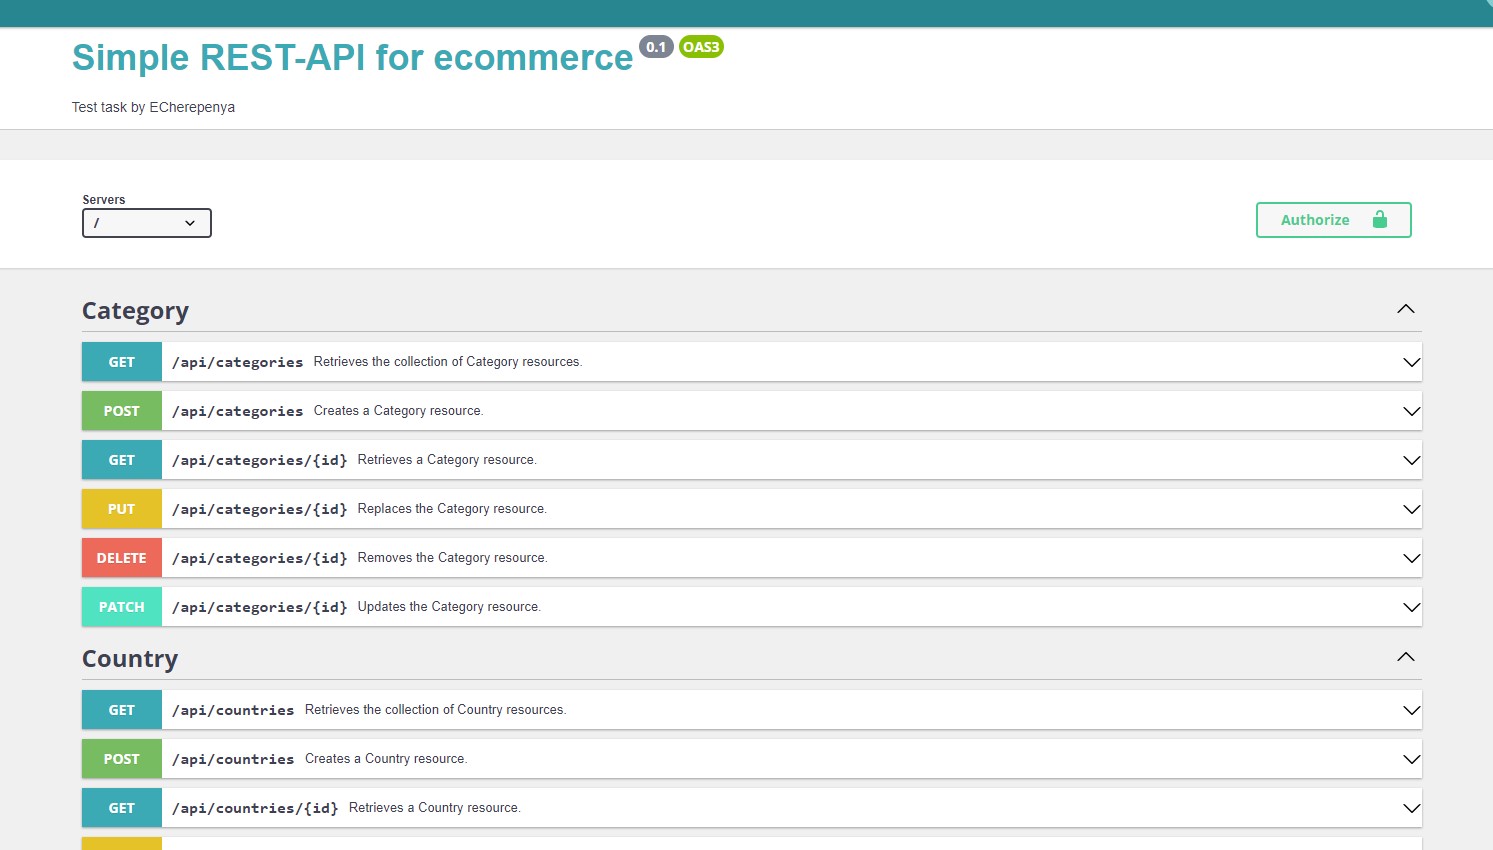 Simple REST-API for ecommerce 0.1 OAS3
Test task by ECherepenya
Servers
/
Authorize
Category
GET /api/categories Retrieves the collection of Category resources.
POST /api/categories Creates a Category resource.
GET /api/categories/{id} Retrieves a Category resource.
PUT /api/categories/{id} Replaces the Category resource.
DELETE /api/categories/{id} Removes the Category resource.
PATCH /api/categories/{id} Updates the Category resource.
Country
GET /api/countries Retrieves the collection of Country resources.
POST /api/countries Creates a Country resource.
GET /api/countries/{id} Retrieves a Country resource.